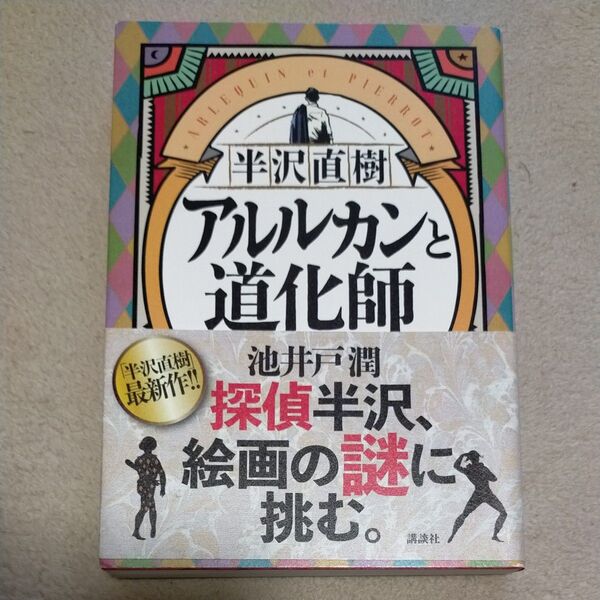 ★ ARLEQUIN et PIERROT ★
半沢直樹
アルルカンと
道化師
「半沢直樹」
最新作!!
池井戸潤
探偵半沢、
絵画の謎に
挑む。
講談社